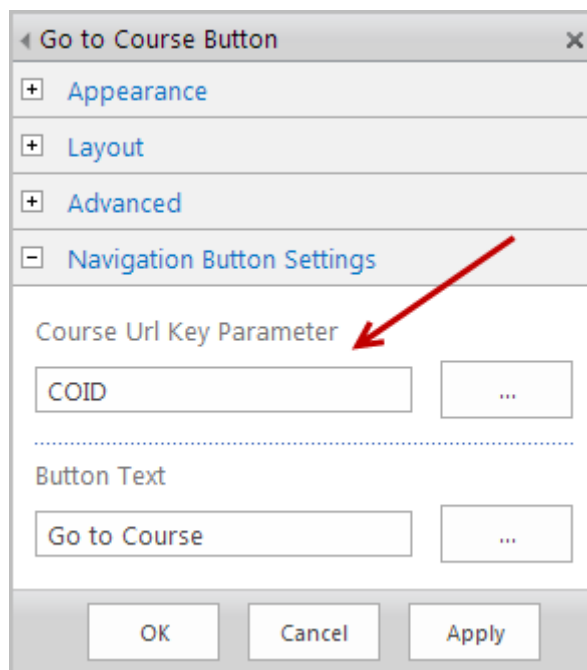 Go to Course Button
Appearance
Layout
Advanced
Navigation Button Settings
Course Url Key Parameter
COID
...
Button Text
Go to Course
...
OK Cancel Apply